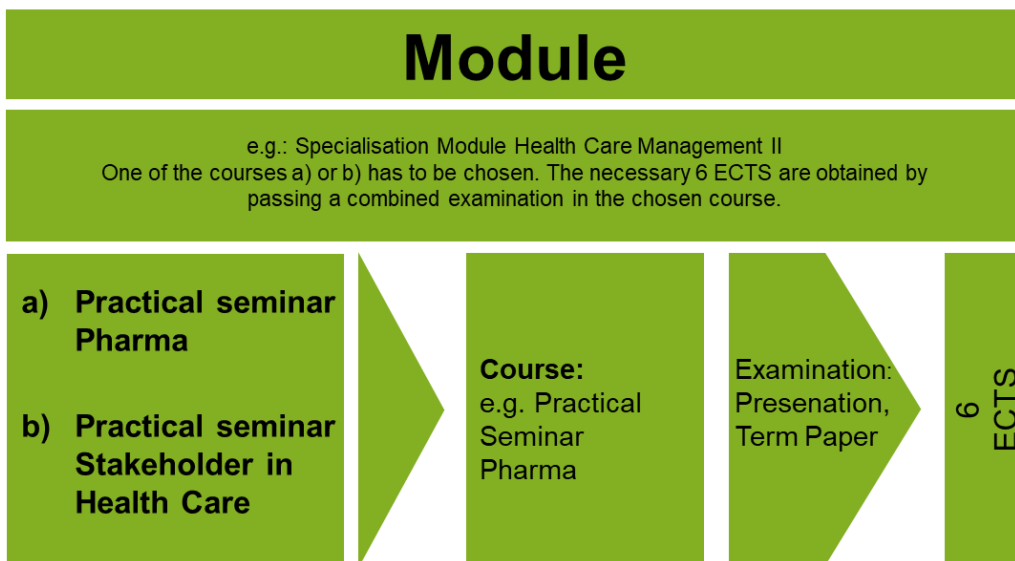 Module
e.g.: Specialisation Module Health Care Management II
One of the courses a) or b) has to be chosen. The necessary 6 ECTS are obtained by
passing a combined examination in the chosen course.
a) Practical seminar
Pharma
b) Practical seminar
Stakeholder in
Health Care
Course:
e.g. Practical
Seminar
Pharma
Examination:
Presenation,
Term Paper
6
ECTS